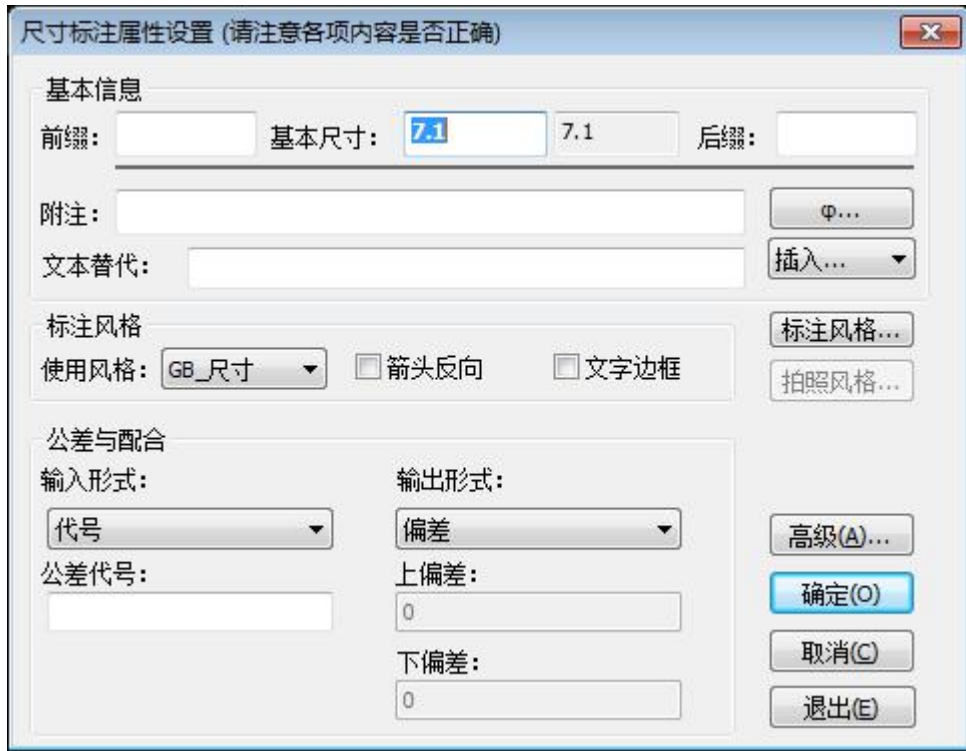 尺寸标注属性设置 (请注意各项内容是否正确)
基本信息
前缀: 基本尺寸: 7.1 7.1 后缀:
附注: φ...
文本替代: 插入...
标注风格 标注风格...
使用风格: GB_尺寸 箭头反向 文字边框 拍照风格...
公差与配合
输入形式: 输出形式:
代号 偏差 高级(A)...
公差代号: 上偏差:
0 确定(O)
下偏差: 取消(C)
0 退出(E)